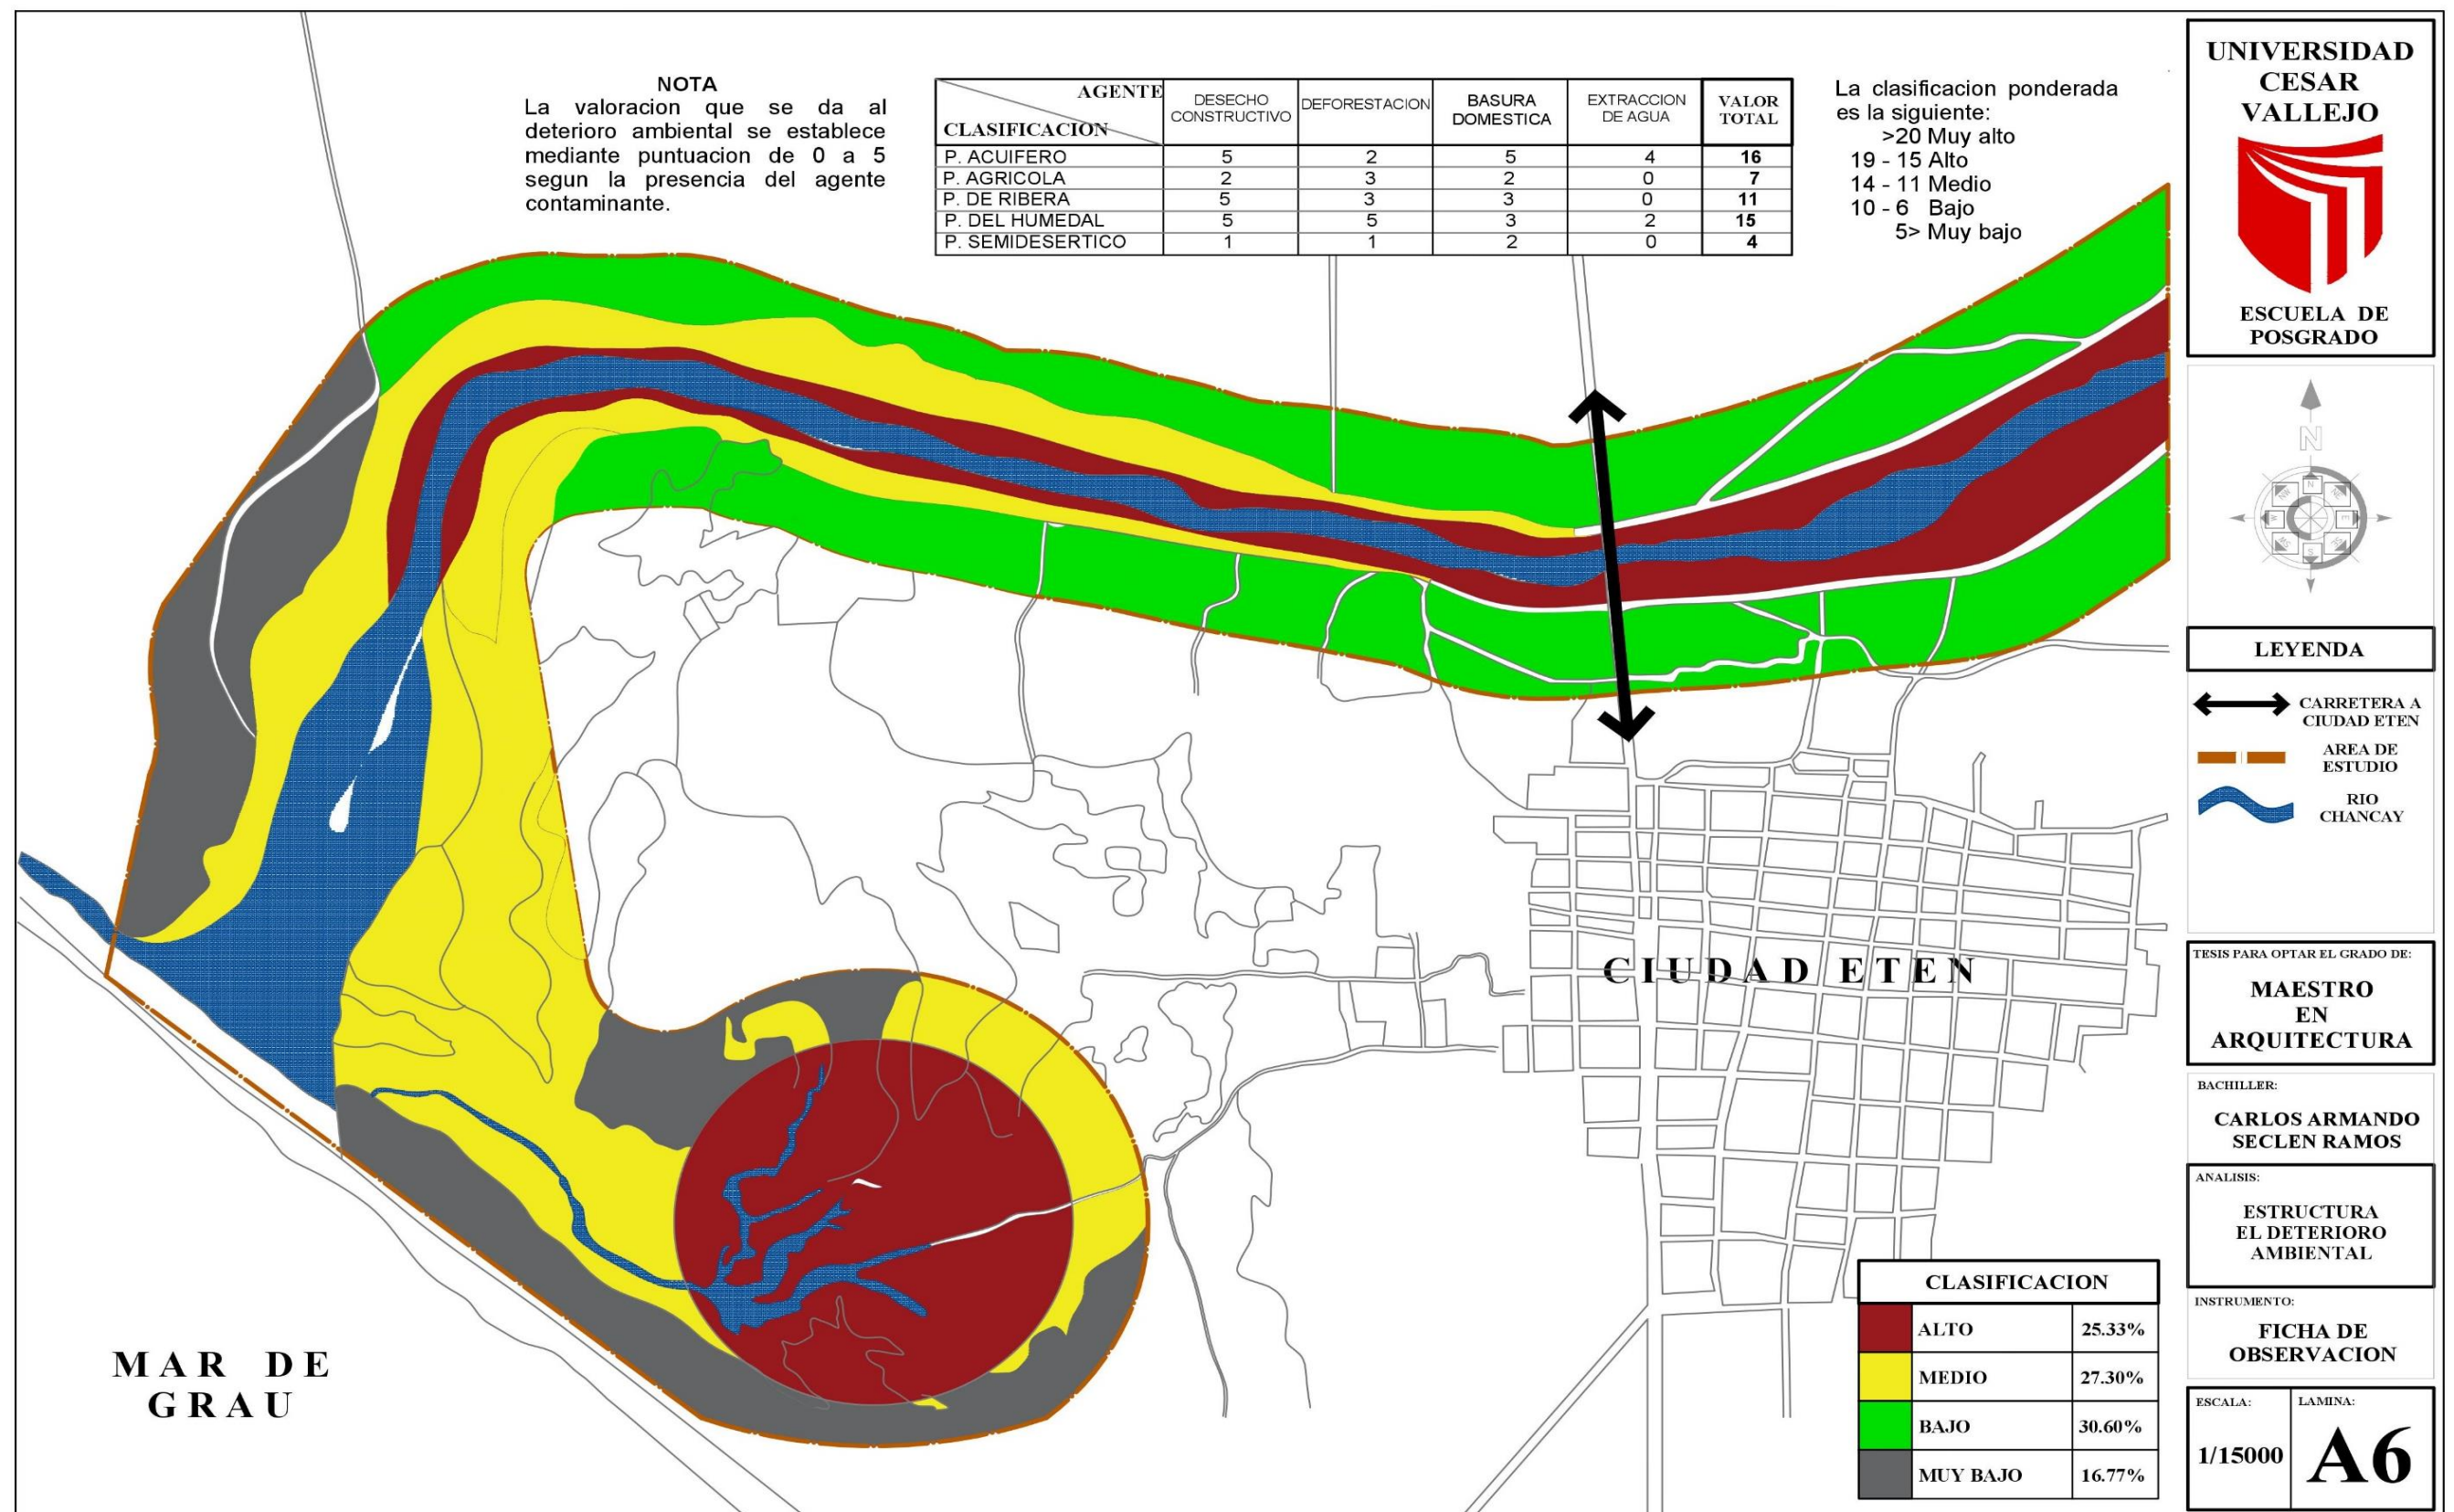 NOTA
La valoracion que se da al
deterioro ambiental se establece
mediante puntuacion de 0 a 5
segun la presencia del agente
contaminante.
AGENTE
CLASIFICACION
DESECHO
CONSTRUCTIVO
DEFORESTACION
BASURA
DOMESTICA
EXTRACCION
DE AGUA
VALOR
TOTAL
P. ACUIFERO 5 2 5 4 16
P. AGRICOLA 2 3 2 0 7
P. DE RIBERA 5 3 3 0 11
P. DEL HUMEDAL 5 5 3 2 15
P. SEMIDESERTICO 1 1 2 0 4
La clasificacion ponderada
es la siguiente:
>20 Muy alto
19 - 15 Alto
14 - 11 Medio
10 - 6 Bajo
5> Muy bajo
CIUDAD ETEN
MAR DE
GRAU
CLASIFICACION
ALTO 25.33%
MEDIO 27.30%
BAJO 30.60%
MUY BAJO 16.77%
UNIVERSIDAD
CESAR
VALLEJO
ESCUELA DE
POSGRADO
N
N
NE
E
SE
S
SW
W
NW
LEYENDA
CARRETERA A
CIUDAD ETEN
AREA DE
ESTUDIO
RIO
CHANCAY
TESIS PARA OPTAR EL GRADO DE:
MAESTRO
EN
ARQUITECTURA
BACHILLER:
CARLOS ARMANDO
SECLEN RAMOS
ANALISIS:
ESTRUCTURA
EL DETERIORO
AMBIENTAL
INSTRUMENTO:
FICHA DE
OBSERVACION
ESCALA:
1/15000
LAMINA:
A6